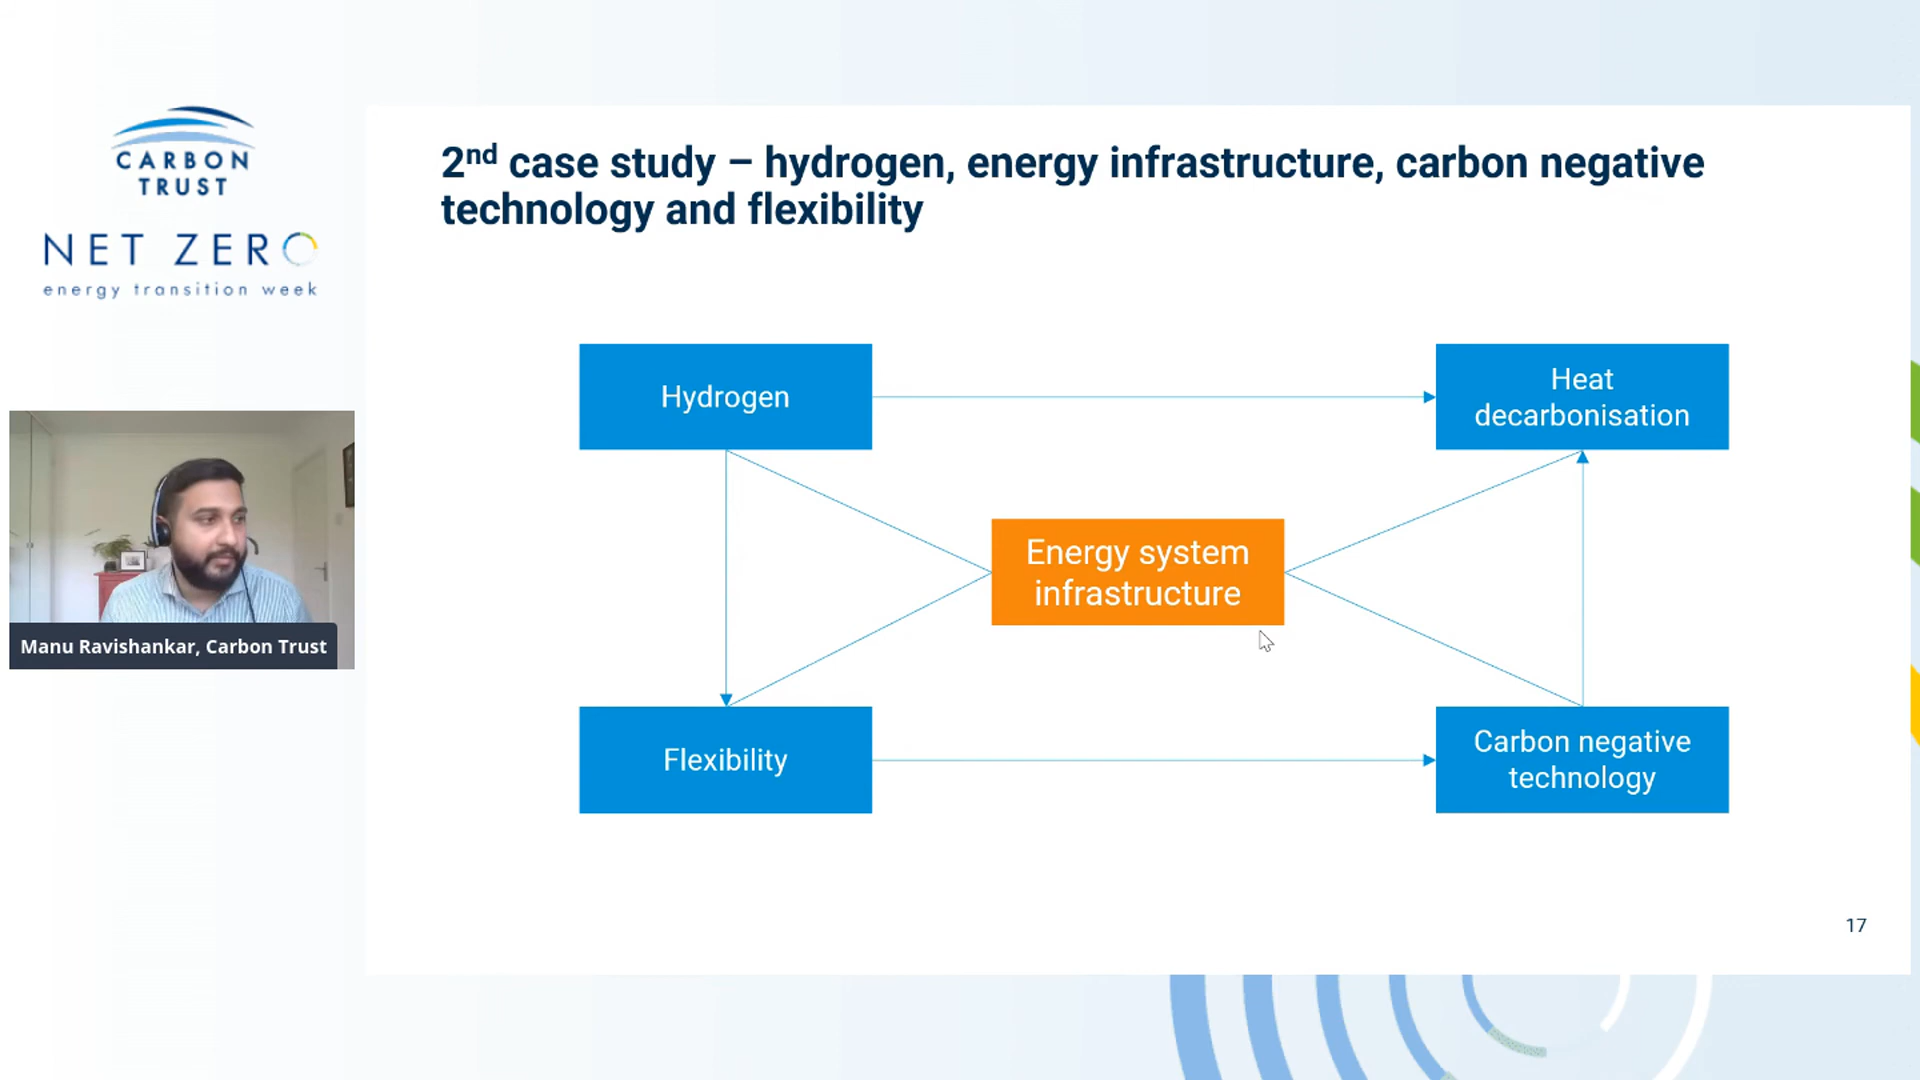 CARBON
TRUST
NET ZERO
energy transition week
2nd case study – hydrogen, energy infrastructure, carbon negative
technology and flexibility
Hydrogen
Heat
decarbonisation
Energy system
infrastructure
Flexibility
Carbon negative
technology
Manu Ravishankar, Carbon Trust
17